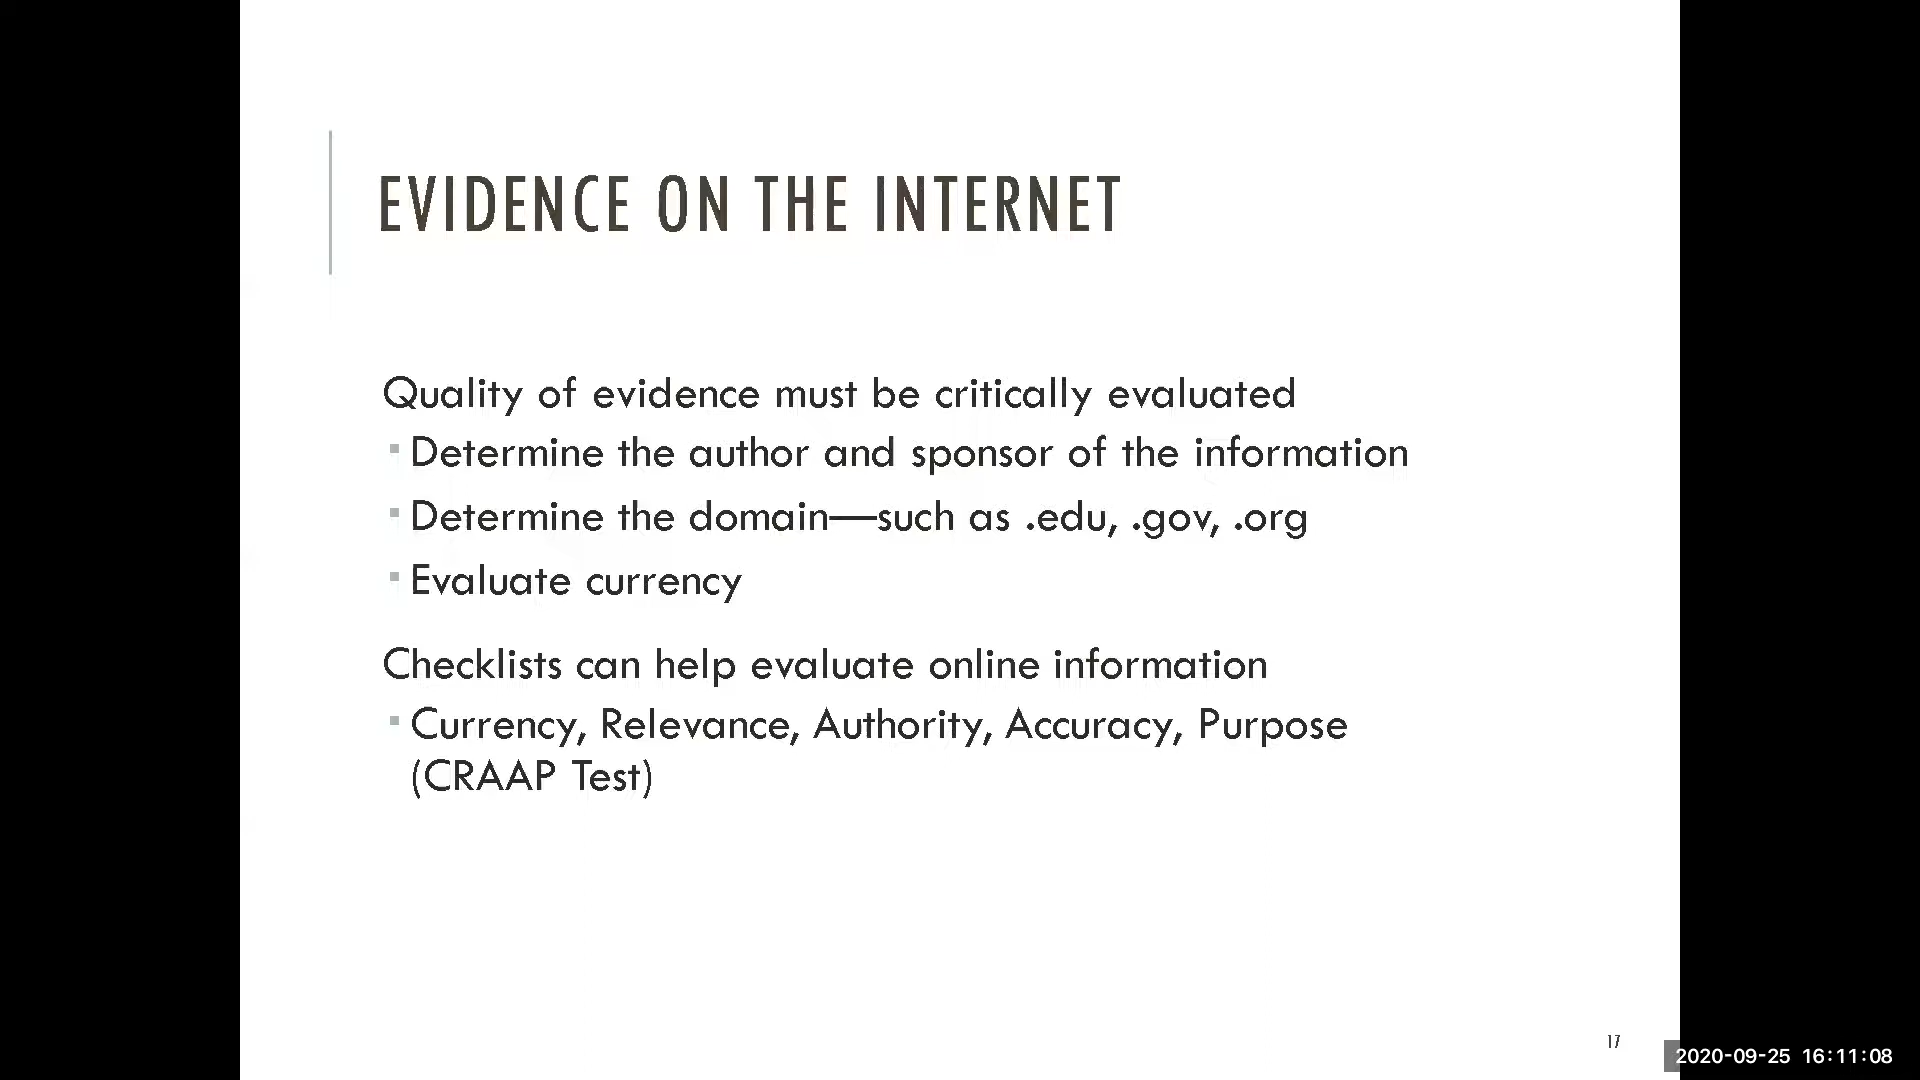 EVIDENCE ON THE INTERNET
Quality of evidence must be critically evaluated
▪ Determine the author and sponsor of the information
▪ Determine the domain—such as .edu, .gov, .org
▪ Evaluate currency
Checklists can help evaluate online information
▪ Currency, Relevance, Authority, Accuracy, Purpose
(CRAAP Test)
17
2020-09-25 16:11:08